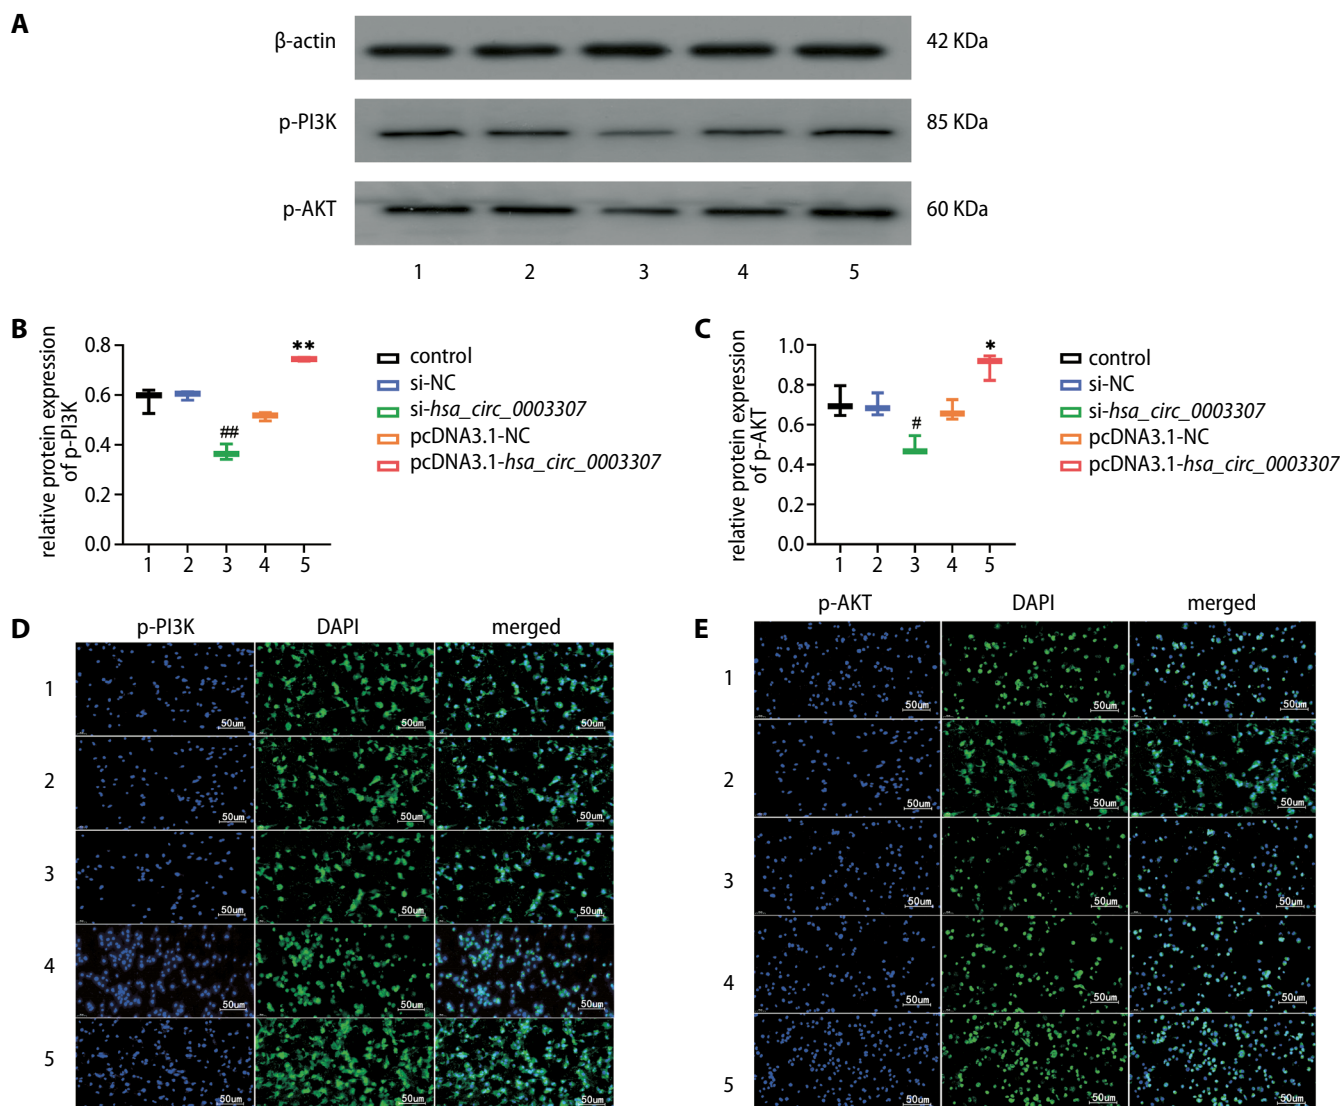 A
β-actin
42 KDa
p-PI3K
85 KDa
p-AKT
60 KDa
1 2 3 4 5
B
relative protein expression
of p-PI3K
0.8
0.6
0.4
0.2
0.0
##
**
1 2 3 4 5
control
si-NC
si-hsa_circ_0003307
pcDNA3.1-NC
pcDNA3.1-hsa_circ_0003307
C
relative protein expression
of p-AKT
1.0
0.8
0.6
0.4
0.2
0.0
#
*
1 2 3 4 5
control
si-NC
si-hsa_circ_0003307
pcDNA3.1-NC
pcDNA3.1-hsa_circ_0003307
D
p-PI3K DAPI merged
1
50um 50um 50um
2
50um 50um 50um
3
50um 50um 50um
4
50um 50um 50um
5
50um 50um 50um
E
p-AKT DAPI merged
1
50um 50um 50um
2
50um 50um 50um
3
50um 50um 50um
4
50um 50um 50um
5
50um 50um 50um